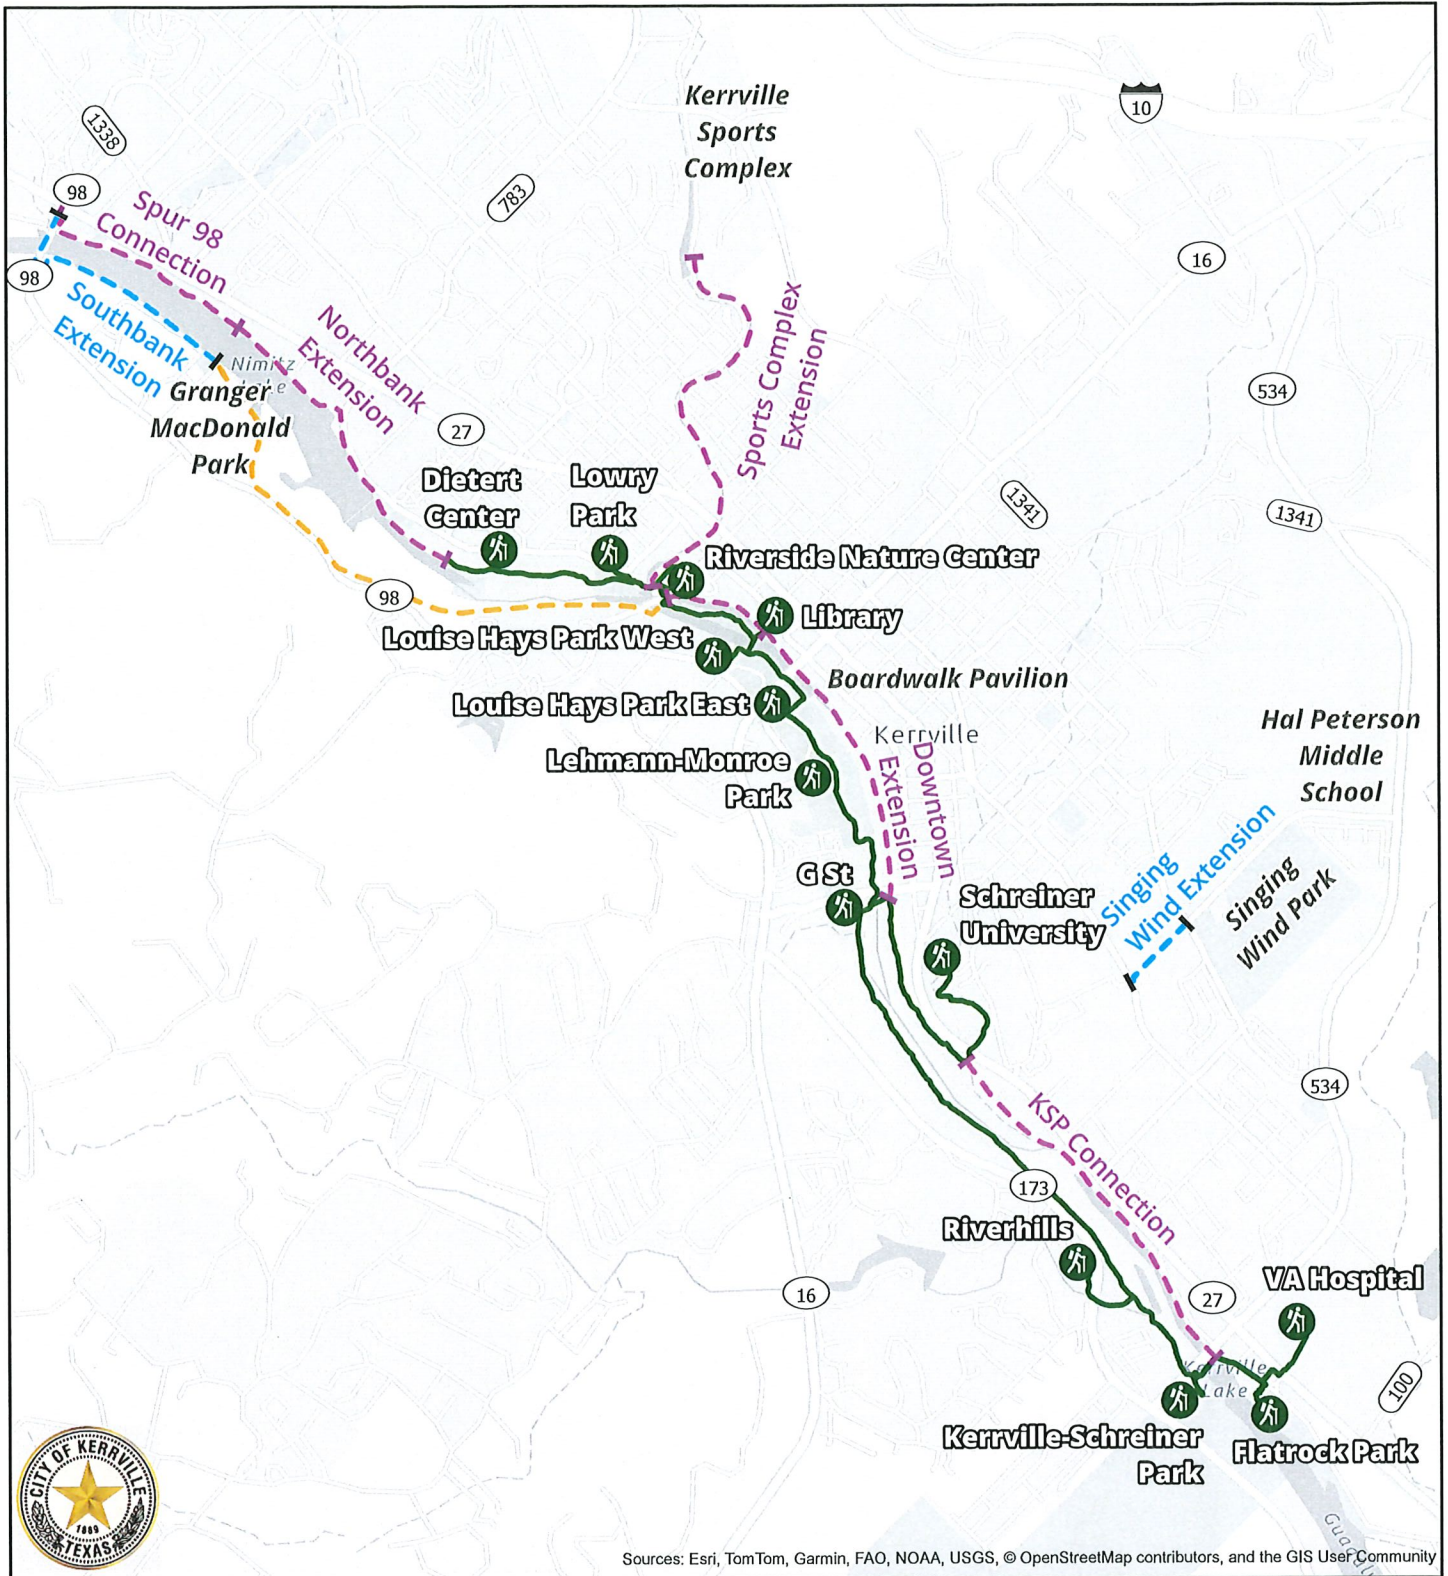 Kerrville
Sports
Complex
10
1338
98
783
Spur 98
Connection
16
98
Southbank
Extension
Northbank
Extension
Sports Complex
Extension
Nimitz
Granger
MacDonald
Park
534
27
Dietert
Center
Lowry
Park
1341
1341
Riverside Nature Center
98
Library
Louise Hays Park West
Boardwalk Pavilion
Louise Hays Park East
Kerrville
Hal Peterson
Middle
School
Lehmann-Monroe
Park
Downtown
Extension
Singing
Wind Extension
Singing
Wind Park
G St
Schreiner
University
534
KSP Connection
173
Riverhills
16
27
VA Hospital
Kerrville
Lake
100
Kerrville-Schreiner
Park
Flatrock Park
CITY OF KERRVILLE
1889
TEXAS
Sources: Esri, TomTom, Garmin, FAO, NOAA, USGS, © OpenStreetMap contributors, and the GIS User Community